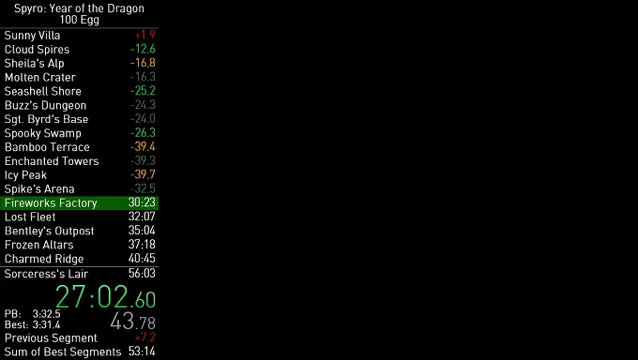 Spyro: Year of the Dragon
100 Egg
Sunny Villa +1.9
Cloud Spires -12.6
Sheila's Alp -16.8
Molten Crater -16.3
Seashell Shore -25.2
Buzz's Dungeon -24.3
Sgt. Byrd's Base -24.0
Spooky Swamp -26.3
Bamboo Terrace -39.4
Enchanted Towers -39.3
Icy Peak -39.7
Spike's Arena -32.5
Fireworks Factory 30:23
Lost Fleet 32:07
Bentley's Outpost 35:04
Frozen Altars 37:18
Charmed Ridge 40:45
Sorceress's Lair 56:03
27:02.60
PB: 3:32.5
Best: 3:31.4 43.78
Previous Segment +7.2
Sum of Best Segments 53:14